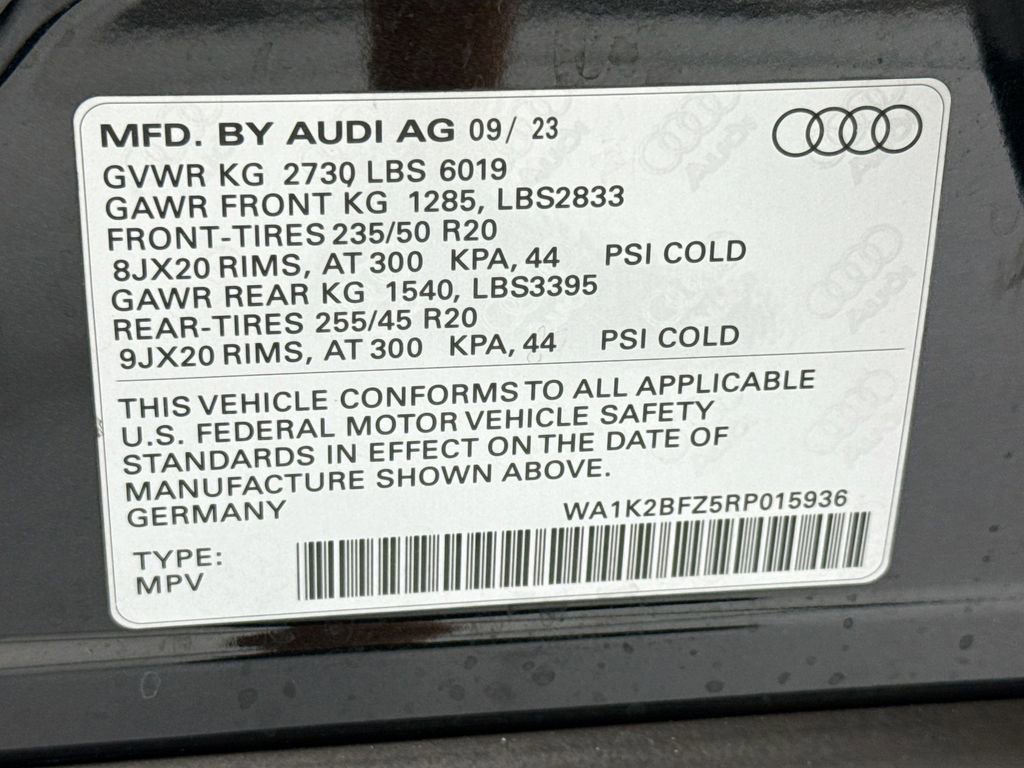 MFD. BY AUDI AG 09/ 23
GVWR KG 2730 LBS 6019
GAWR FRONT KG 1285, LBS2833
FRONT-TIRES 235/50 R20
8JX20 RIMS, AT 300 KPA, 44 PSI COLD
GAWR REAR KG 1540, LBS3395
REAR-TIRES 255/45 R20
9JX20 RIMS, AT 300 KPA, 44 PSI COLD
THIS VEHICLE CONFORMS TO ALL APPLICABLE
U.S. FEDERAL MOTOR VEHICLE SAFETY
STANDARDS IN EFFECT ON THE DATE OF
MANUFACTURE SHOWN ABOVE.
GERMANY WA1K2BFZ5RP015936
TYPE:
MPV